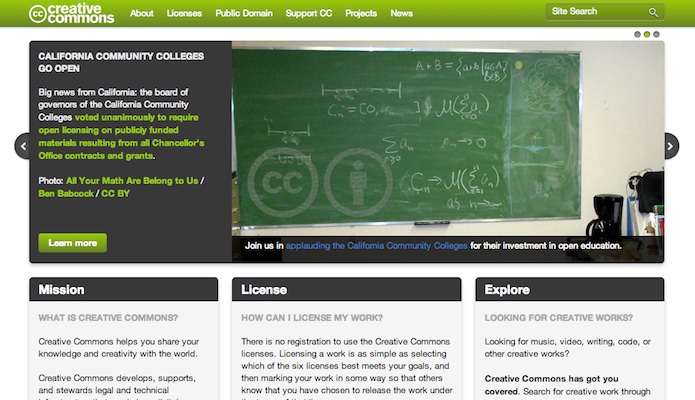 creative commons
About Licenses Public Domain Support CC Projects News
Site Search
CALIFORNIA COMMUNITY COLLEGES
GO OPEN
Big news from California: the board of
governors of the California Community
Colleges voted unanimously to require
open licensing on publicly funded
materials resulting from all Chancellor's
Office contracts and grants.
Photo: All Your Math Are Belong to Us /
Ben Babcock / CC BY
Learn more
A + B = {a+b | a∈A
b∈B}
CC
Join us in applauding the California Community Colleges for their investment in open education.
Mission
WHAT IS CREATIVE COMMONS?
Creative Commons helps you share your
knowledge and creativity with the world.
Creative Commons develops, supports,
and stewards legal and technical
License
HOW CAN I LICENSE MY WORK?
There is no registration to use the Creative Commons
licenses. Licensing a work is as simple as selecting
which of the six licenses best meets your goals, and
then marking your work in some way so that others
know that you have chosen to release the work under
Explore
LOOKING FOR CREATIVE WORKS?
Looking for music, video, writing, code, or
other creative works?
Creative Commons has got you
covered. Search for creative work through